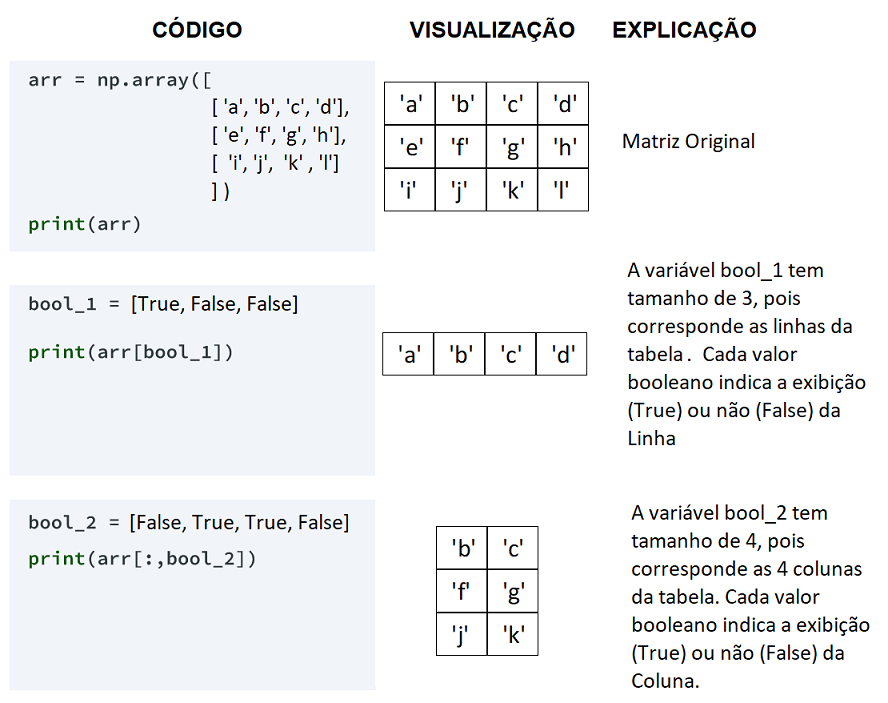 CÓDIGO VISUALIZAÇÃO EXPLICAÇÃO
arr = np.array([
[ 'a', 'b', 'c', 'd'],
[ 'e', 'f', 'g', 'h'],
[ 'i', 'j', 'k' , 'l']
] )
print(arr)
'a' 'b' 'c' 'd'
'e' 'f' 'g' 'h'
'i' 'j' 'k' 'l'
Matriz Original
bool_1 = [True, False, False]
print(arr[bool_1])
'a' 'b' 'c' 'd'
A variável bool_1 tem
tamanho de 3, pois
corresponde as linhas da
tabela. Cada valor
booleano indica a exibição
(True) ou não (False) da
Linha
bool_2 = [False, True, True, False]
print(arr[:,bool_2])
'b' 'c'
'f' 'g'
'j' 'k'
A variável bool_2 tem
tamanho de 4, pois
corresponde as 4 colunas
da tabela. Cada valor
booleano indica a exibição
(True) ou não (False) da
Coluna.